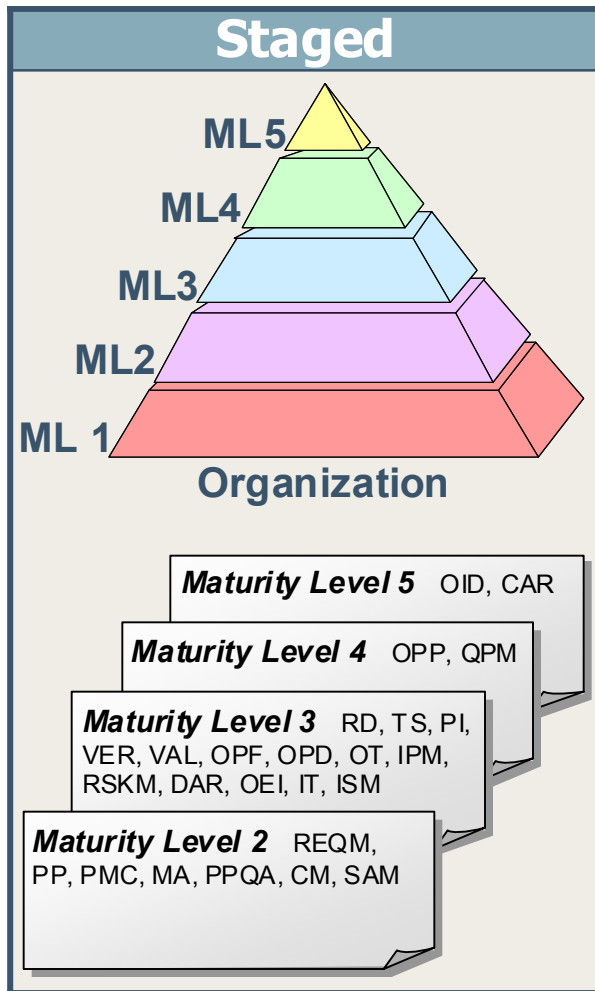 Staged
ML5
ML4
ML3
ML2
ML 1
Organization
Maturity Level 5 OID, CAR
Maturity Level 4 OPP, QPM
Maturity Level 3 RD, TS, PI,
VER, VAL, OPF, OPD, OT, IPM,
RSKM, DAR, OEI, IT, ISM
Maturity Level 2 REQM,
PP, PMC, MA, PPQA, CM, SAM